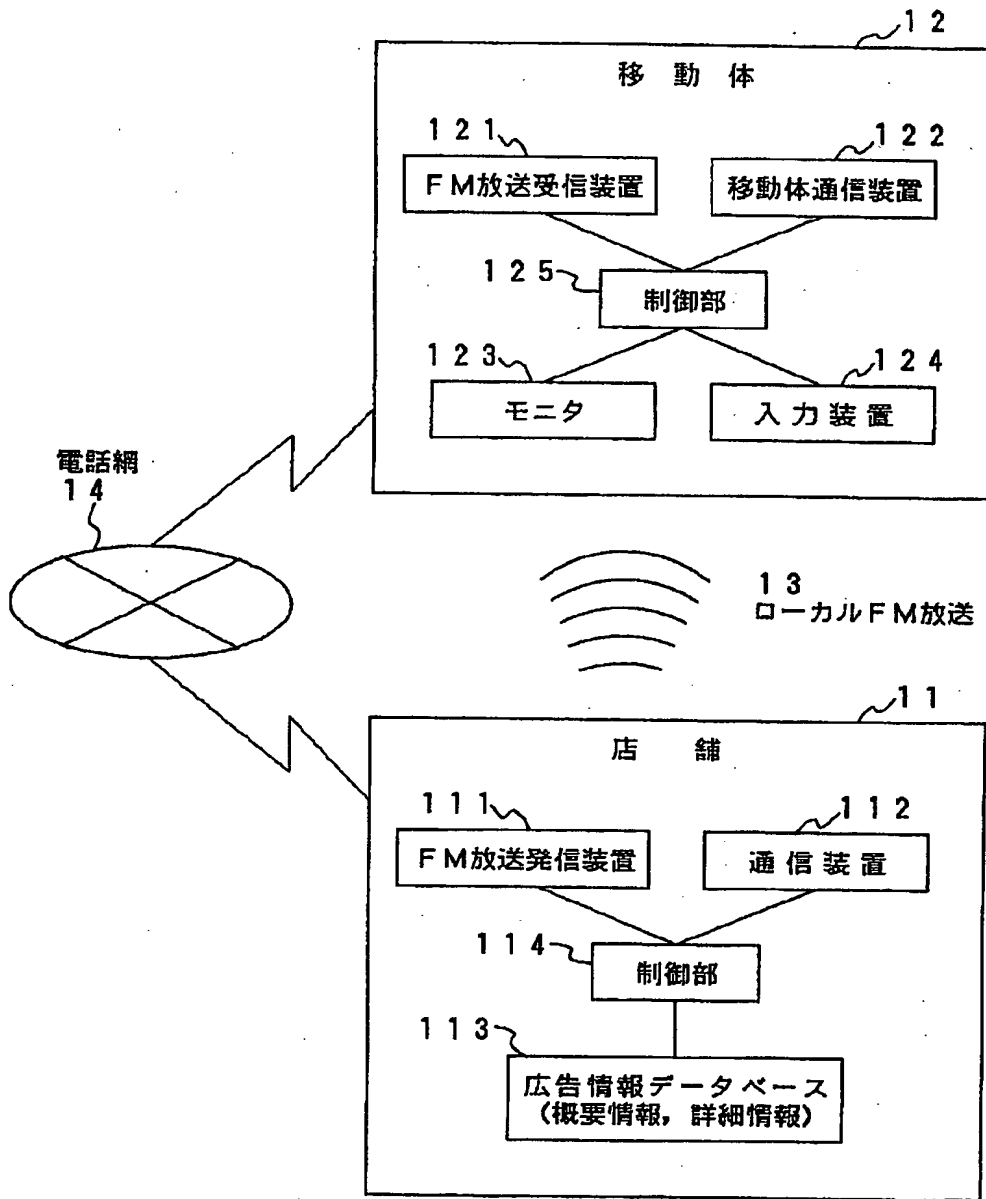 12
移動体
121
122
FM放送受信装置
移動体通信装置
125
制御部
123
124
モニタ
入力装置
電話網
14
13
ローカルFM放送
11
店舗
111
112
FM放送発信装置
通信装置
114
制御部
113
広告情報データベース
(概要情報,詳細情報)